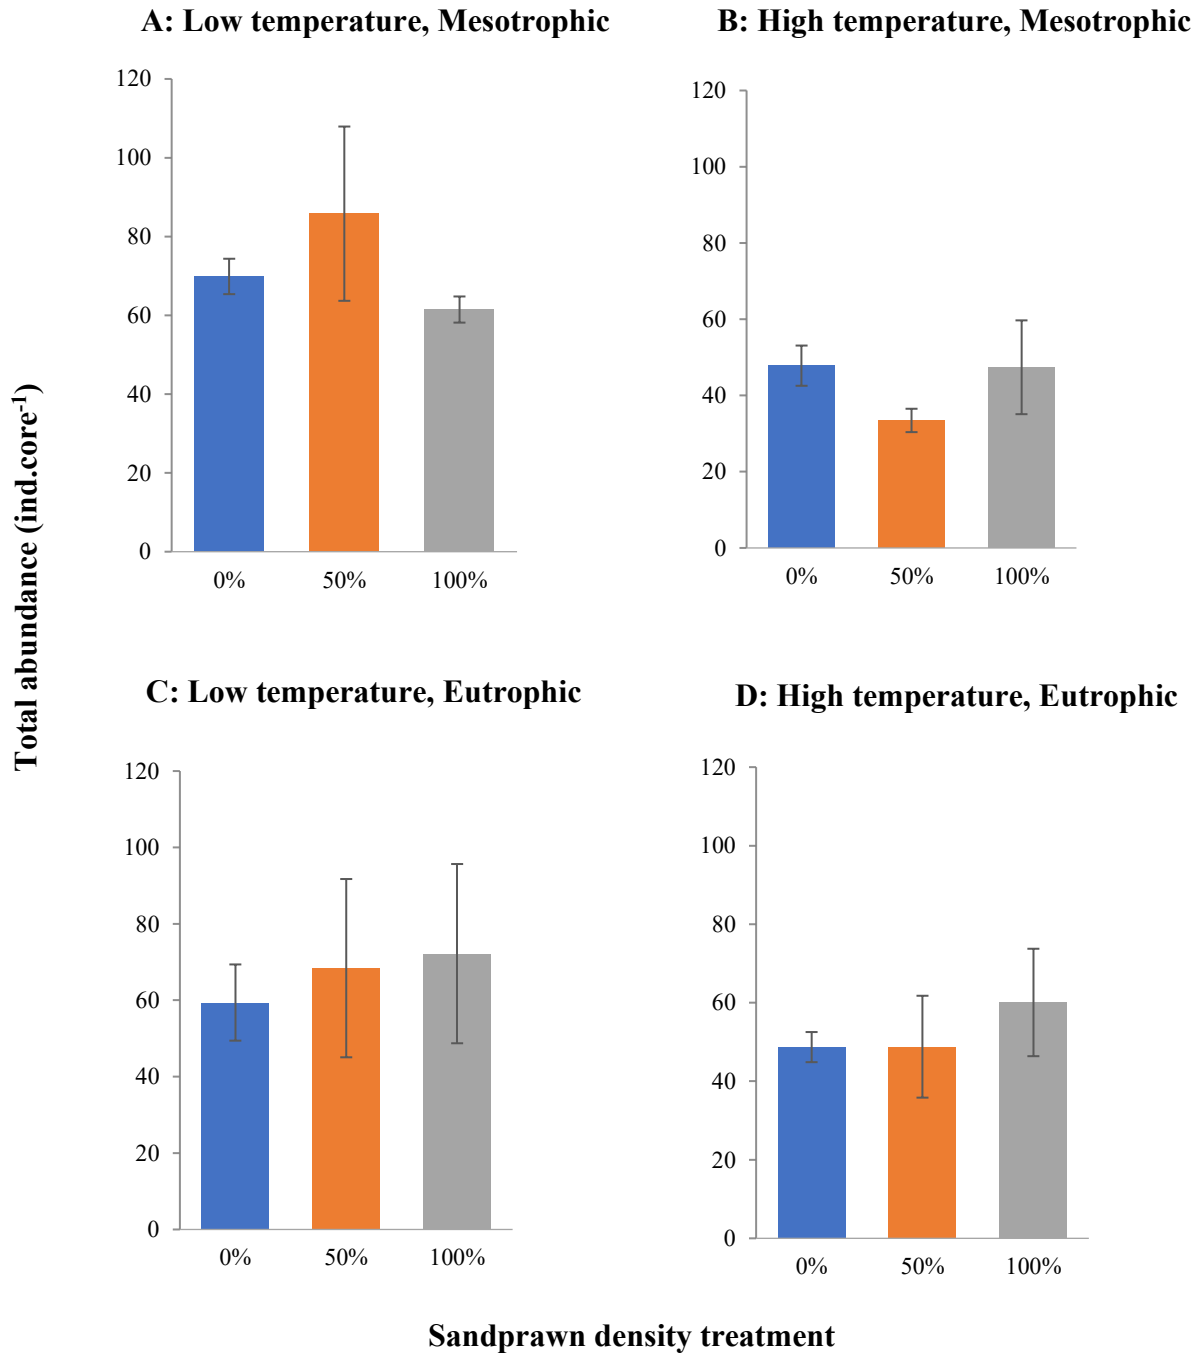 A: Low temperature, Mesotrophic
120
100
80
60
40
20
0
0% 50% 100%
B: High temperature, Mesotrophic
120
100
80
60
40
20
0
0% 50% 100%
Total abundance (ind.core⁻¹)
C: Low temperature, Eutrophic
120
100
80
60
40
20
0
0% 50% 100%
D: High temperature, Eutrophic
120
100
80
60
40
20
0
0% 50% 100%
Sandprawn density treatment